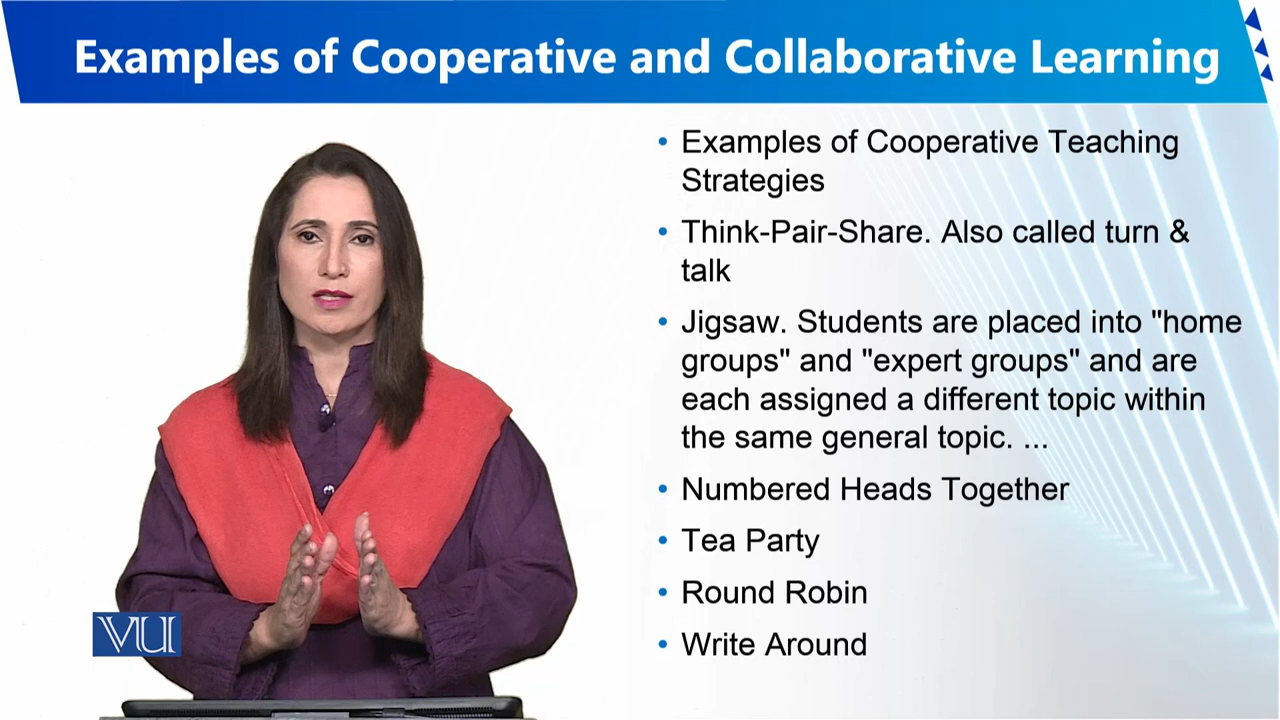 Examples of Cooperative and Collaborative Learning
• Examples of Cooperative Teaching
Strategies
• Think-Pair-Share. Also called turn &
talk
• Jigsaw. Students are placed into "home
groups" and "expert groups" and are
each assigned a different topic within
the same general topic. ...
• Numbered Heads Together
• Tea Party
• Round Robin
• Write Around
VU